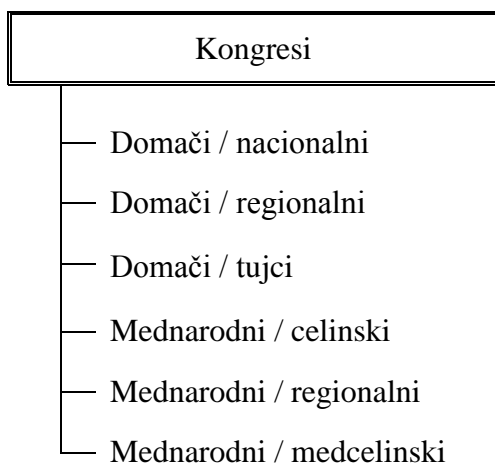 Kongresi
Domači / nacionalni
Domači / regionalni
Domači / tujci
Mednarodni / celinski
Mednarodni / regionalni
Mednarodni / medcelinski